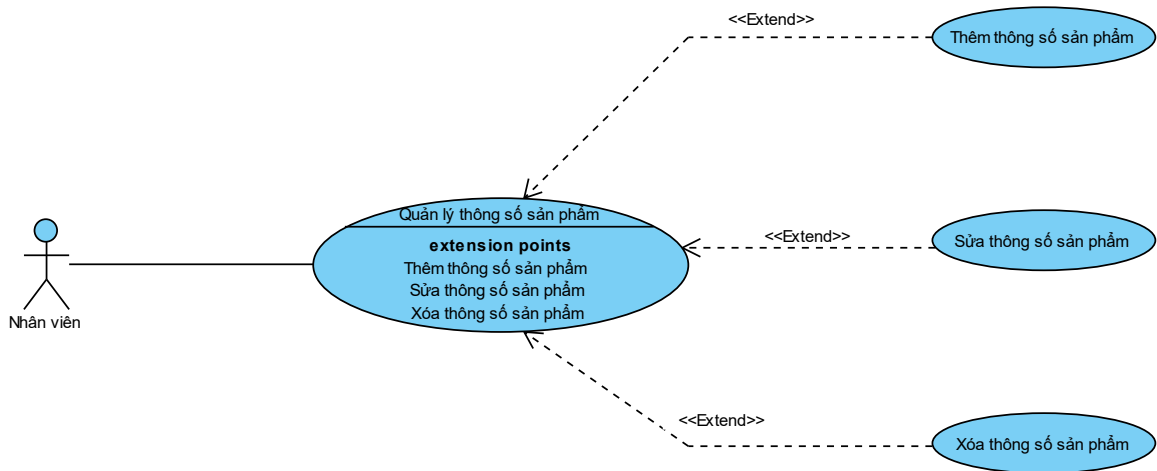 <<Extend>>
Thêm thông số sản phẩm
Quản lý thông số sản phẩm
extension points
Thêm thông số sản phẩm
Sửa thông số sản phẩm
Xóa thông số sản phẩm
<<Extend>>
Sửa thông số sản phẩm
Nhân viên
<<Extend>>
Xóa thông số sản phẩm